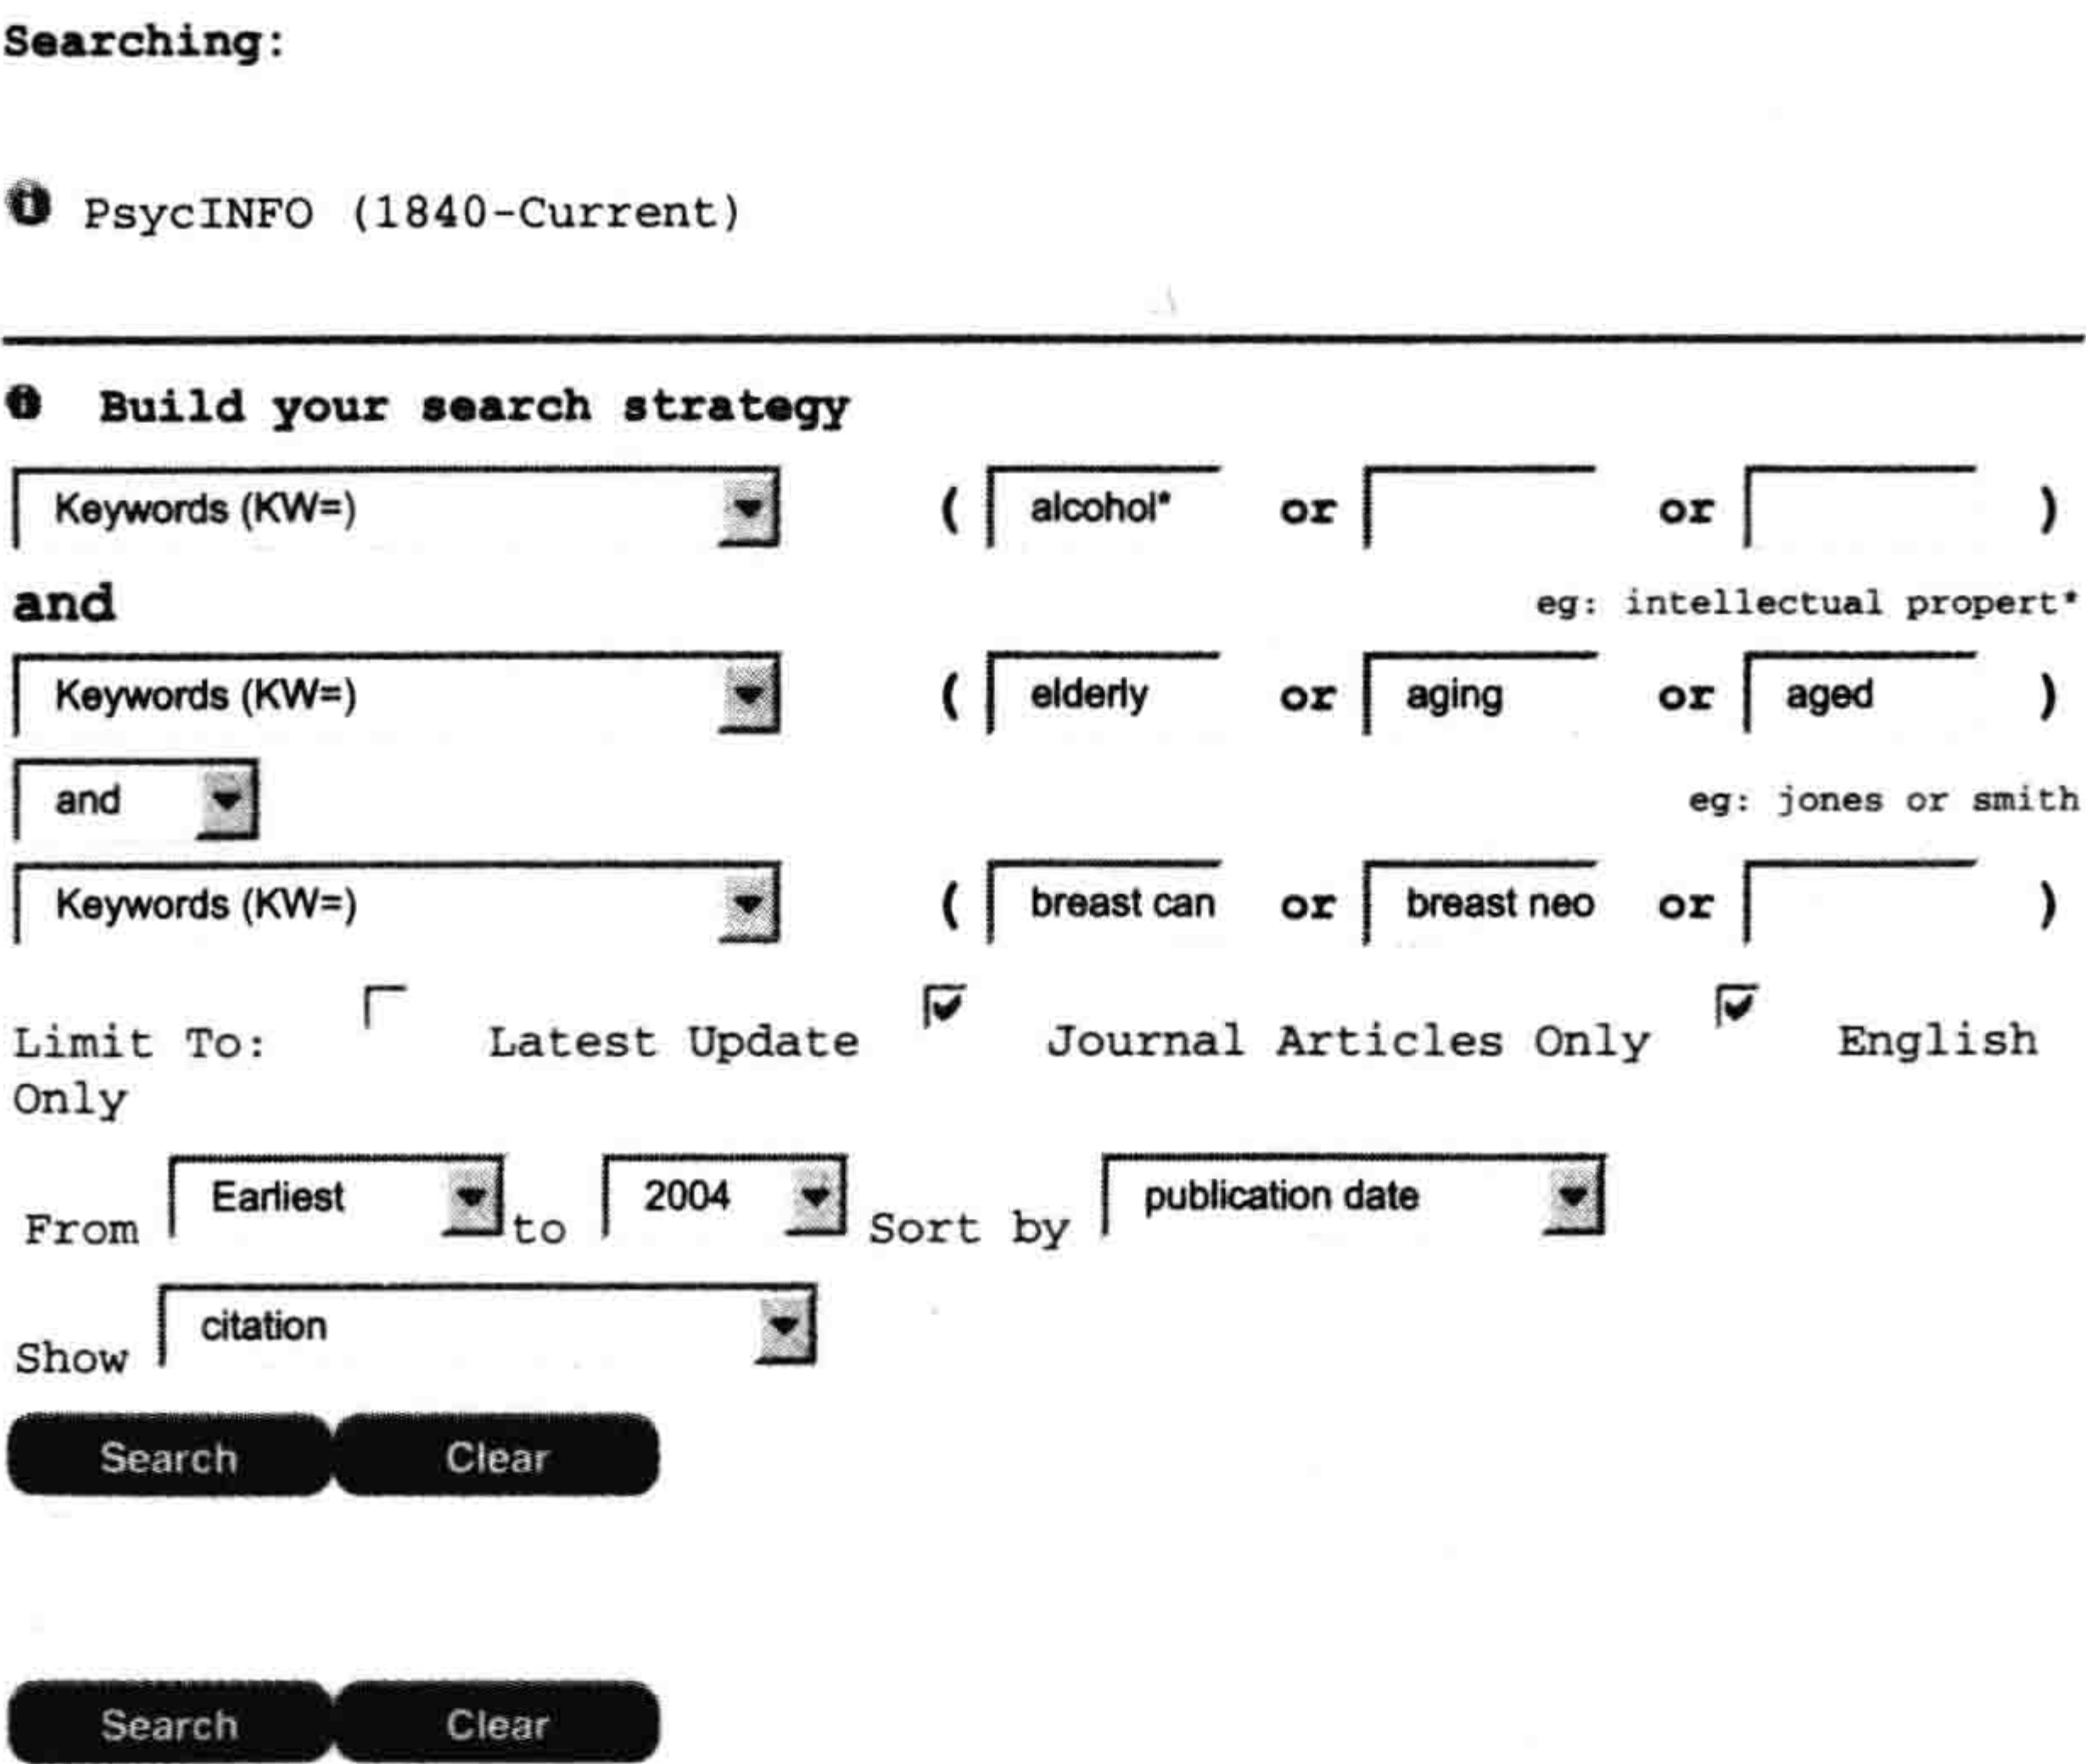 Searching:
PsycINFO (1840-Current)
Build your search strategy
Keywords (KW=) ( alcohol* or or )
and eg: intellectual propert*
Keywords (KW=) ( elderly or aging or aged )
and eg: jones or smith
Keywords (KW=) ( breast can or breast neo or )
Limit To: Latest Update Journal Articles Only English
Only
From Earliest to 2004 Sort by publication date
Show citation
Search Clear
Search Clear